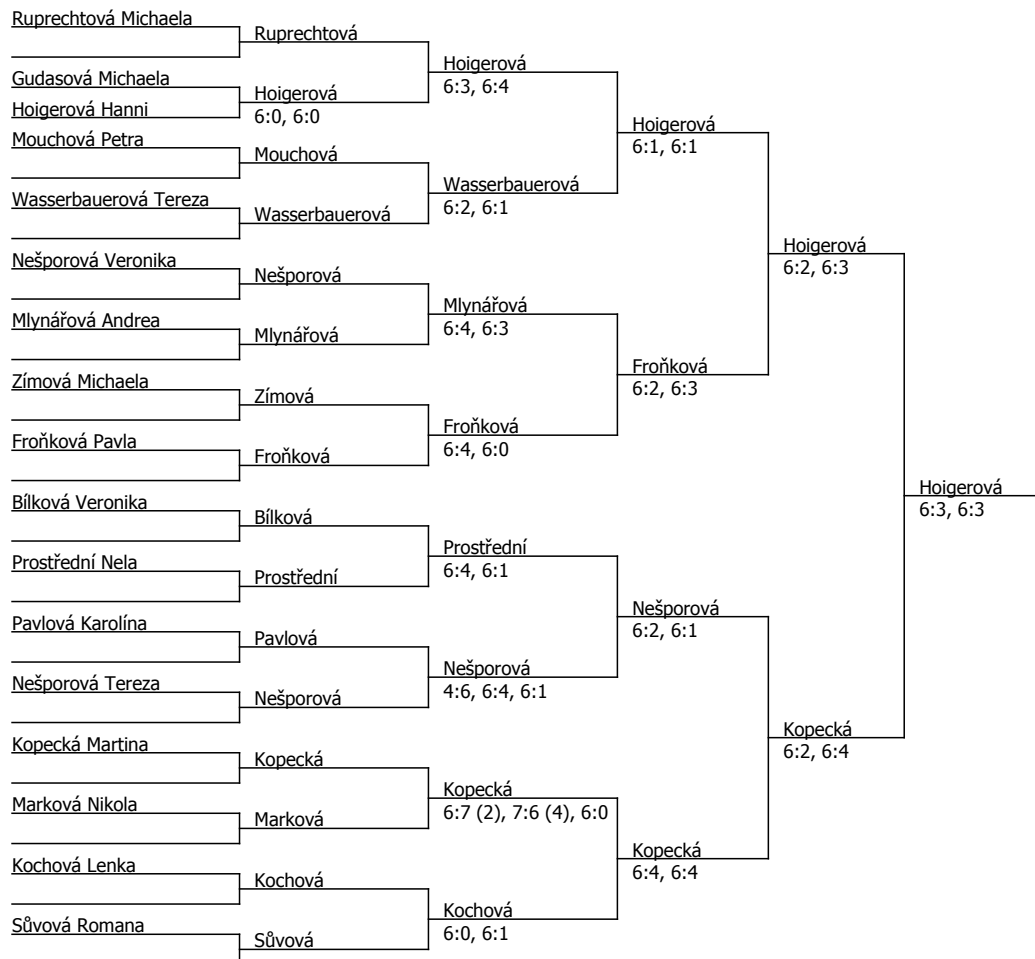 Ruprechtová Michaela
Gudasová Michaela
Hoigerová Hanni
Mouchová Petra
Wasserbauerová Tereza
Nešporová Veronika
Mlynářová Andrea
Zímová Michaela
Froňková Pavla
Bílková Veronika
Prostřední Nela
Pavlová Karolína
Nešporová Tereza
Kopecká Martina
Marková Nikola
Kochová Lenka
Sůvová Romana
Ruprechtová
Hoigerová
6:0, 6:0
Mouchová
Wasserbauerová
Nešporová
Mlynářová
Zímová
Froňková
Bílková
Prostřední
Pavlová
Nešporová
Kopecká
Marková
Kochová
Sůvová
Hoigerová
6:3, 6:4
Wasserbauerová
6:2, 6:1
Mlynářová
6:4, 6:3
Froňková
6:4, 6:0
Prostřední
6:4, 6:1
Nešporová
4:6, 6:4, 6:1
Kopecká
6:7 (2), 7:6 (4), 6:0
Kochová
6:0, 6:1
Hoigerová
6:1, 6:1
Froňková
6:2, 6:3
Nešporová
6:2, 6:1
Kopecká
6:4, 6:4
Hoigerová
6:2, 6:3
Kopecká
6:2, 6:4
Hoigerová
6:3, 6:3